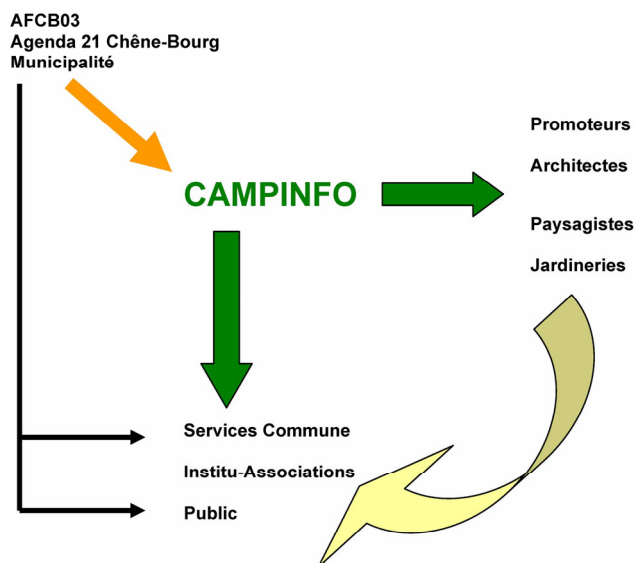 AFCB03
Agenda 21 Chêne-Bourg
Municipalité
CAMPINFO
Promoteurs
Architectes
Paysagistes
Jardineries
Services Commune
Institu-Associations
Public